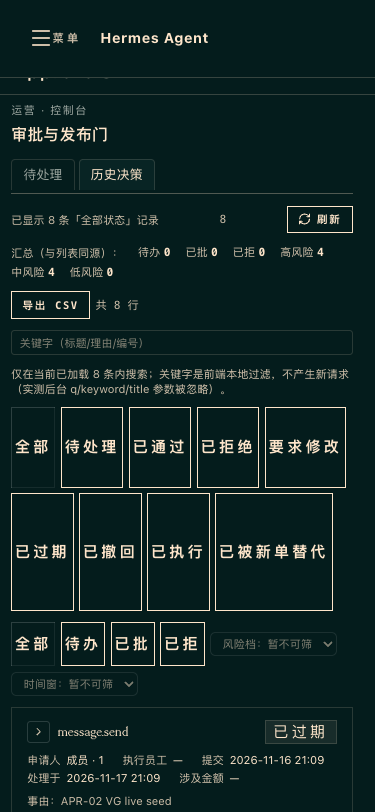 菜单 Hermes Agent
运营 · 控制台
审批与发布门
待处理 历史决策
已显示 8 条「全部状态」记录 8 刷新
汇总（与列表同源）： 待办 0 已批 0 已拒 0 高风险 4
中风险 4 低风险 0
导出 CSV 共 8 行
关键字（标题/理由/编号）
仅在当前已加载 8 条内搜索；关键字是前端本地过滤，不产生新请求
（实测后台 q/keyword/title 参数被忽略）。
全部 待处理 已通过 已拒绝 要求修改
已过期 已撤回 已执行 已被新单替代
全部 待办 已批 已拒 风险档：暂不可筛
时间窗：暂不可筛
message.send 已过期
申请人 成员 · 1 执行员工 — 提交 2026-11-16 21:09
处理于 2026-11-17 21:09 涉及金额 —
事由：APR-02 VG live seed